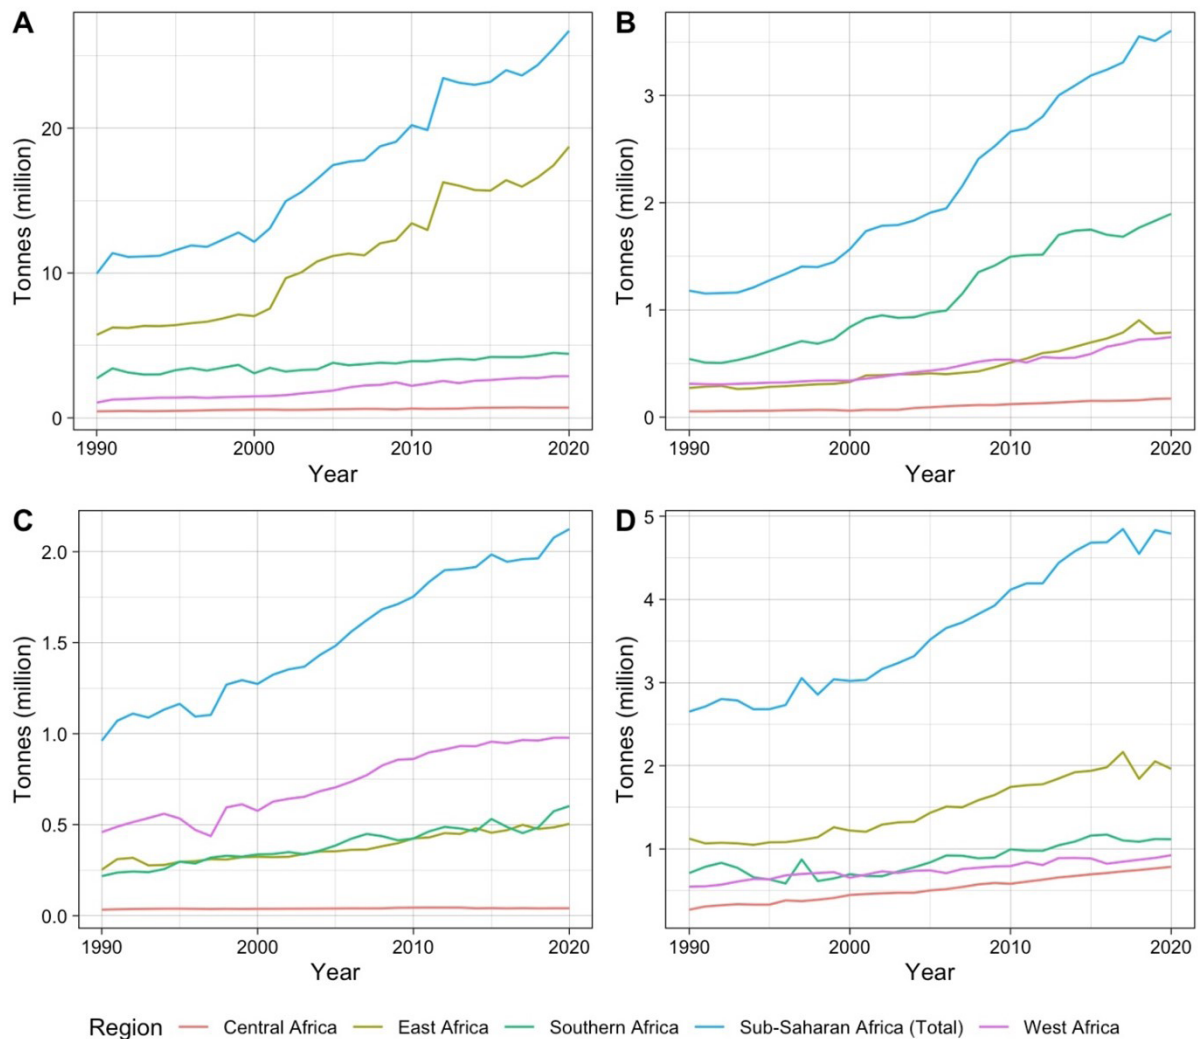 A
Tonnes (million)
20
10
0
1990 2000 2010 2020
Year
B
Tonnes (million)
3
2
1
0
1990 2000 2010 2020
Year
C
Tonnes (million)
2.0
1.5
1.0
0.5
0.0
1990 2000 2010 2020
Year
D
Tonnes (million)
5
4
3
2
1
1990 2000 2010 2020
Year
Region Central Africa East Africa Southern Africa Sub-Saharan Africa (Total) West Africa